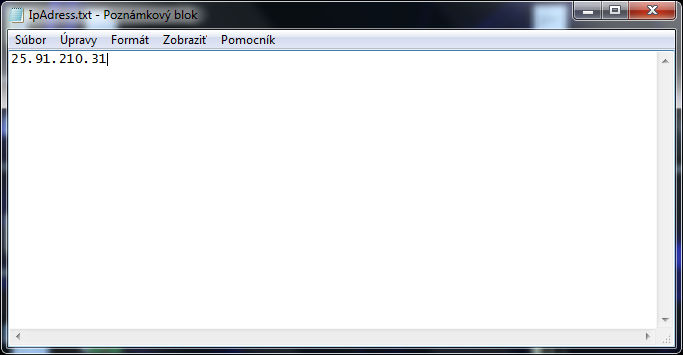 IpAdress.txt - Poznámkový blok
Súbor Úpravy Formát Zobraziť Pomocník
25.91.210.31